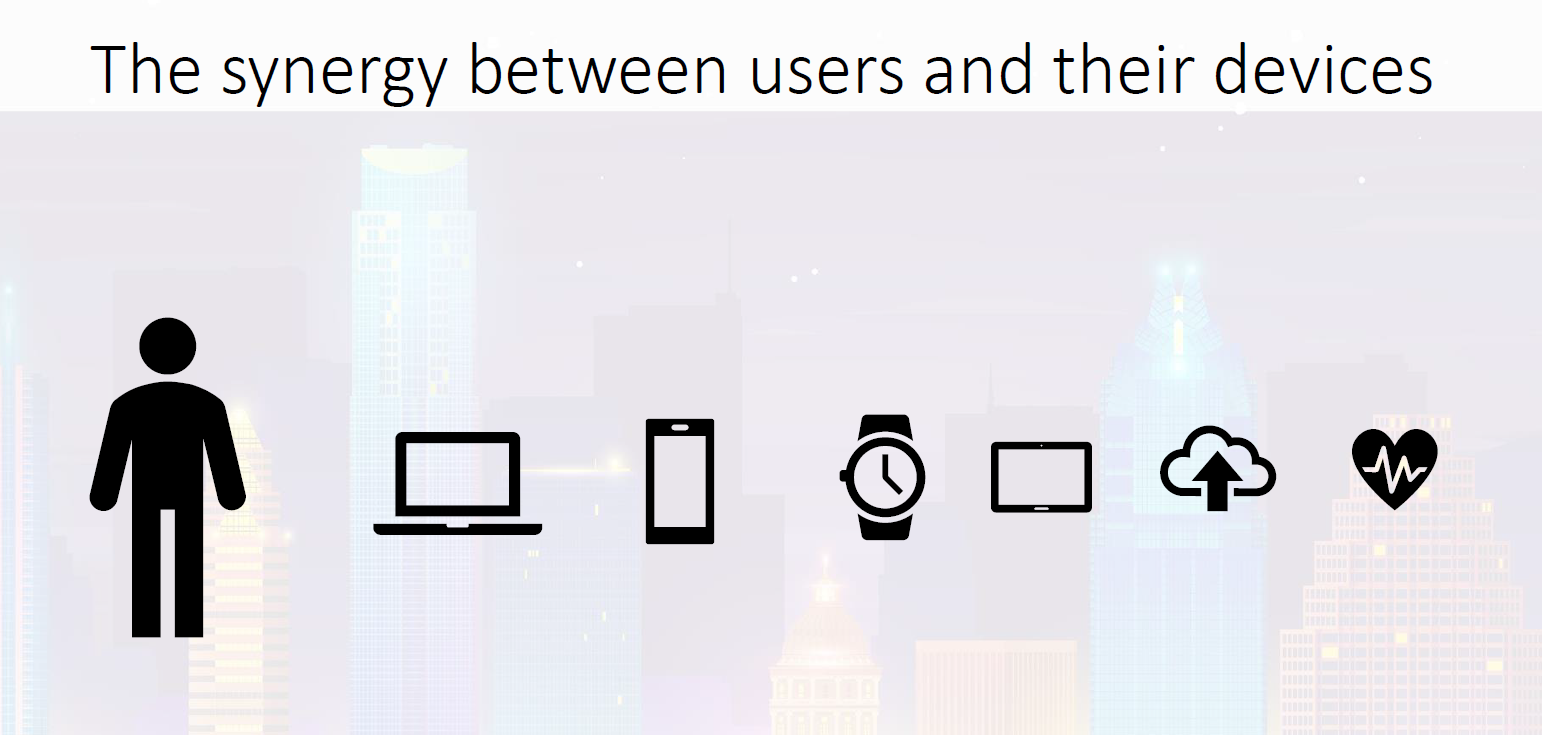 The synergy between users and their devices